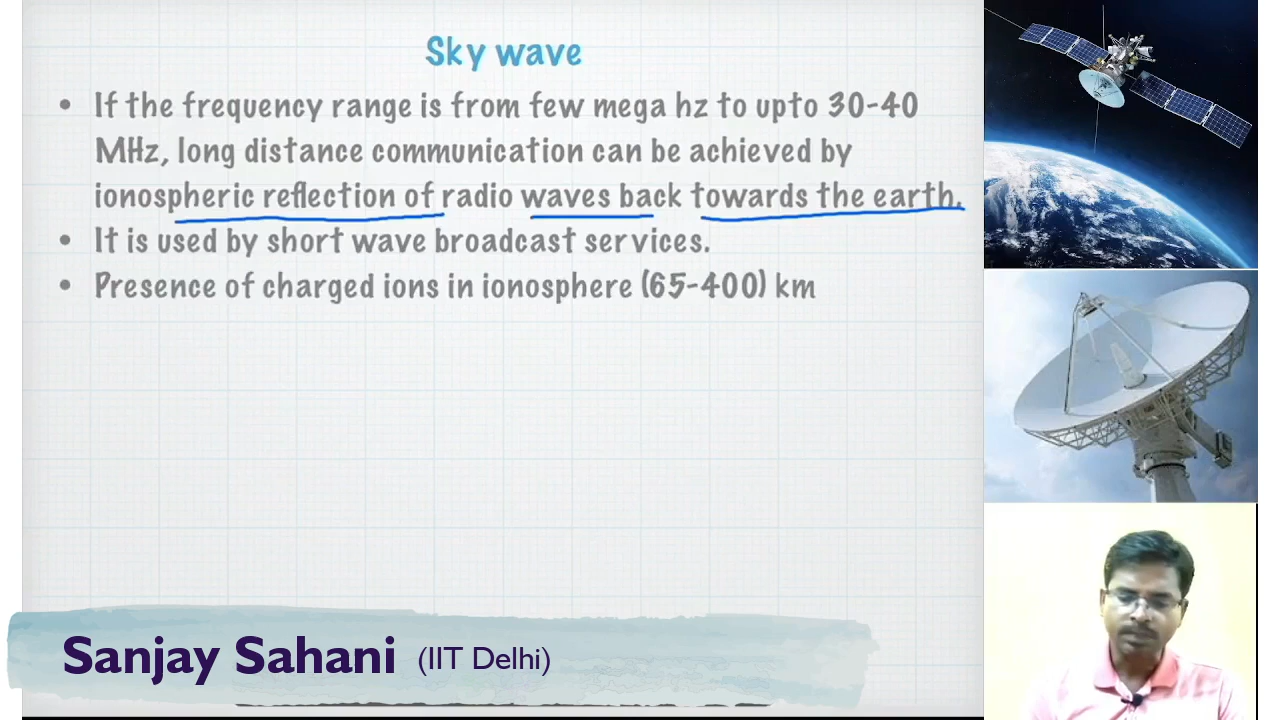 Sky wave
• If the frequency range is from few mega hz to upto 30-40
MHz, long distance communication can be achieved by
ionospheric reflection of radio waves back towards the earth.
• It is used by short wave broadcast services.
• Presence of charged ions in ionosphere (65-400) km
Sanjay Sahani (IIT Delhi)